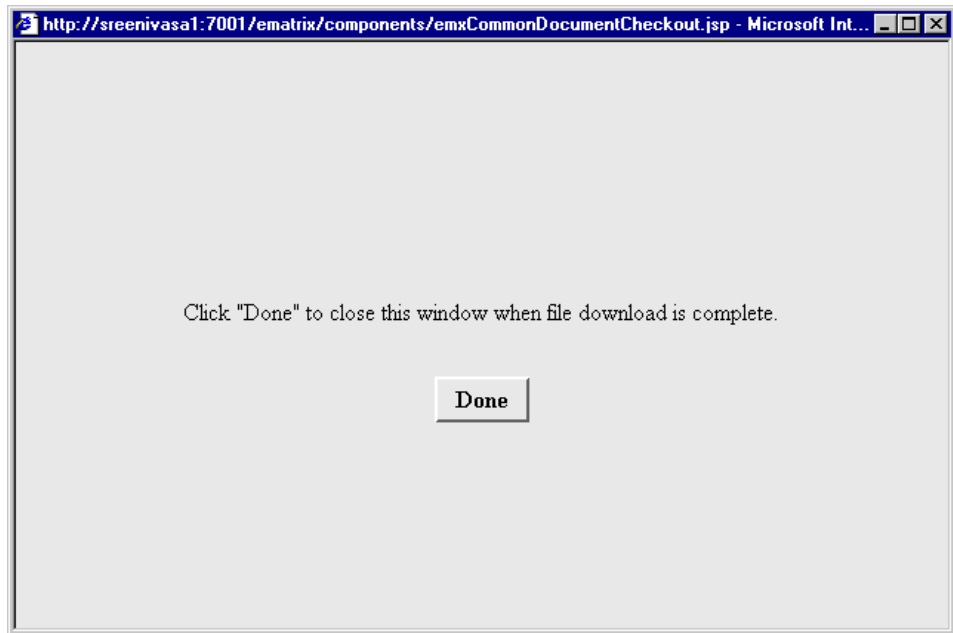 http://sreenivasa1:7001/ematrix/components/emxCommonDocumentCheckout.jsp - Microsoft Int...
Click "Done" to close this window when file download is complete.
Done